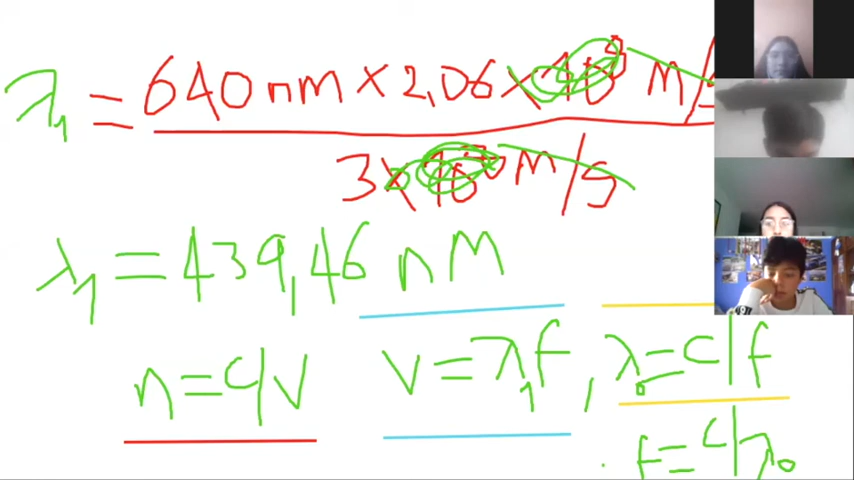 λ₁ = 640 nm × 2,06 × 10⁸ m/s
3 × 10⁸ m/s
λ₁ = 439,46 nm
n = c/v   v = λ₁f , λ₀ = c/f
f = c/λ₀